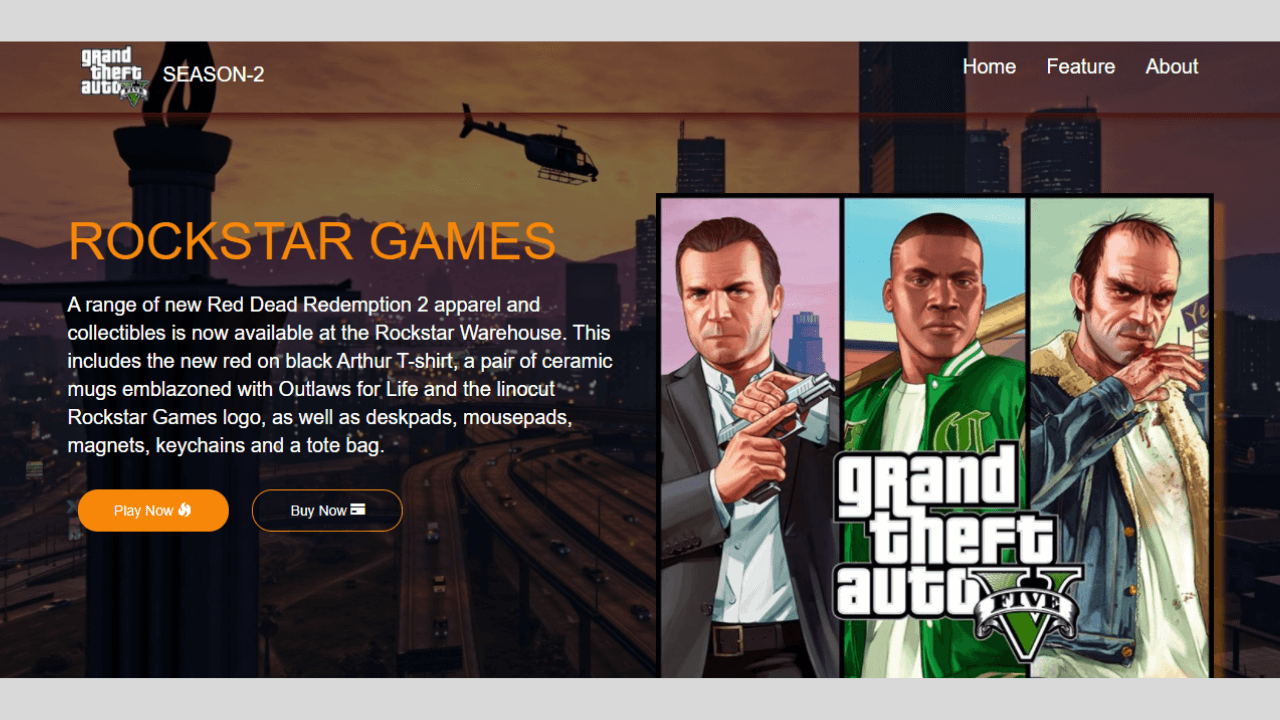 grand
theft
auto
FIVE
SEASON-2
Home Feature About
ROCKSTAR GAMES
A range of new Red Dead Redemption 2 apparel and
collectibles is now available at the Rockstar Warehouse. This
includes the new red on black Arthur T-shirt, a pair of ceramic
mugs emblazoned with Outlaws for Life and the linocut
Rockstar Games logo, as well as deskpads, mousepads,
magnets, keychains and a tote bag.
Play Now
Buy Now
grand
theft
auto
V
FIVE